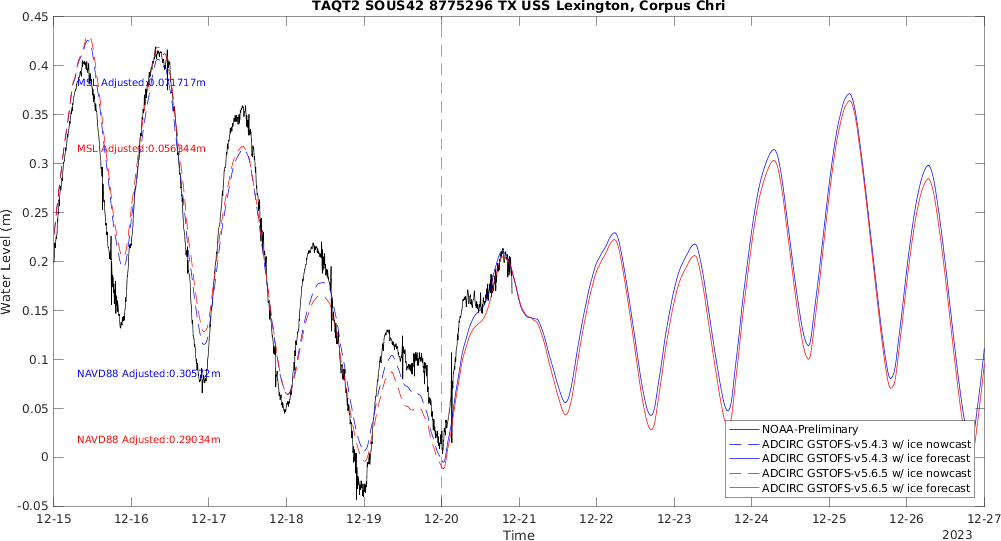 TAQT2 SOUS42 8775296 TX USS Lexington, Corpus Chri
0.45
0.4
0.35
0.3
0.25
0.2
0.15
0.1
0.05
0
-0.05
Water Level (m)
MSL Adjusted:0.071717m
MSL Adjusted:0.056844m
NAVD88 Adjusted:0.30522m
NAVD88 Adjusted:0.29034m
NOAA-Preliminary
ADCIRC GSTOFS-v5.4.3 w/ ice nowcast
ADCIRC GSTOFS-v5.4.3 w/ ice forecast
ADCIRC GSTOFS-v5.6.5 w/ ice nowcast
ADCIRC GSTOFS-v5.6.5 w/ ice forecast
12-15 12-16 12-17 12-18 12-19 12-20 12-21 12-22 12-23 12-24 12-25 12-26 12-27
Time
2023